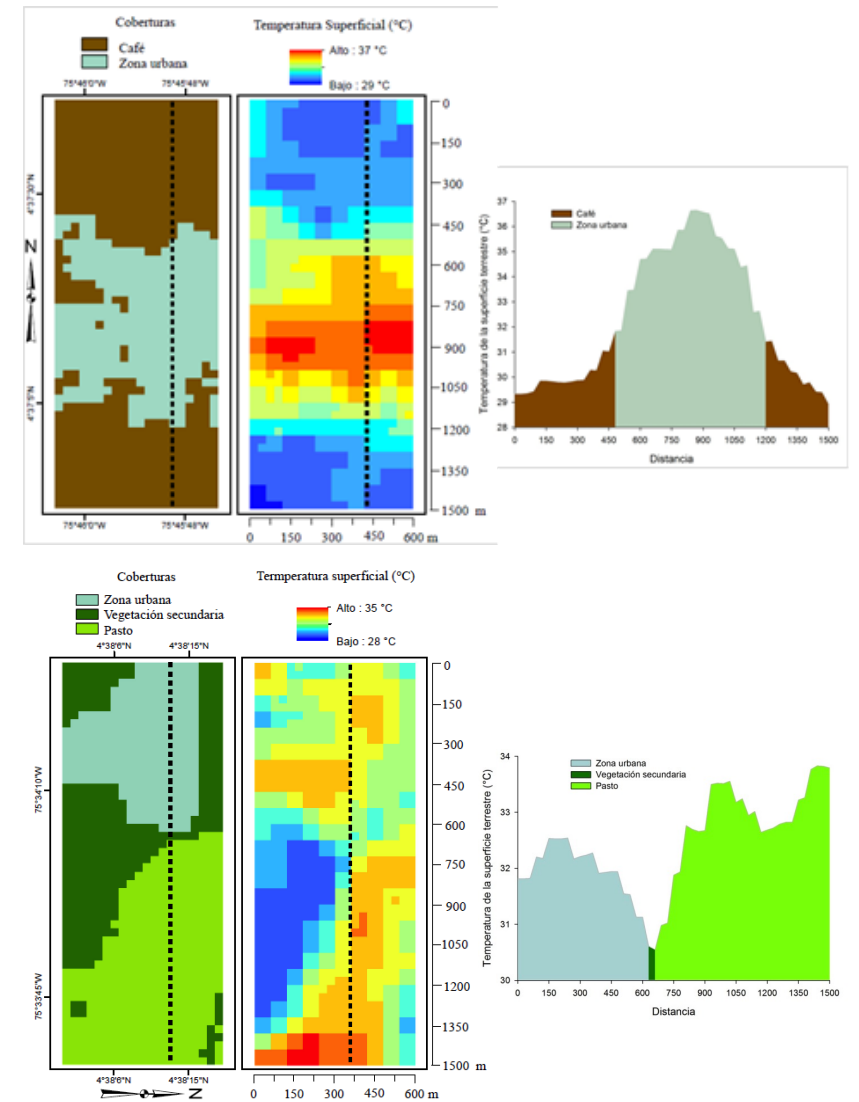 Coberturas
Café
Zona urbana
75°46'0"W 75°45'48"W
Temperatura Superficial (°C)
Alto : 37 °C
Bajo : 29 °C
4°37'30"N
4°37'5"N
N
75°46'0"W 75°45'48"W
0
150
300
450
600
750
900
1050
1200
1350
1500 m
0 150 300 450 600 m
Temperatura de la superficie terrestre (°C)
37
36
35
34
33
32
31
30
29
28
Café
Zona urbana
0 150 300 450 600 750 900 1050 1200 1350 1500
Distancia
Coberturas
Zona urbana
Vegetación secundaria
Pasto
4°38'6"N 4°38'15"N
Termperatura superficial (°C)
Alto : 35 °C
Bajo : 28 °C
75°34'10"W
75°33'45"W
4°38'6"N 4°38'15"N
N
0
150
300
450
600
750
900
1050
1200
1350
1500 m
0 150 300 450 600 m
Temperatura de la superficie terrestre (°C)
34
33
32
31
30
Zona urbana
Vegetación secundaria
Pasto
0 150 300 450 600 750 900 1050 1200 1350 1500
Distancia